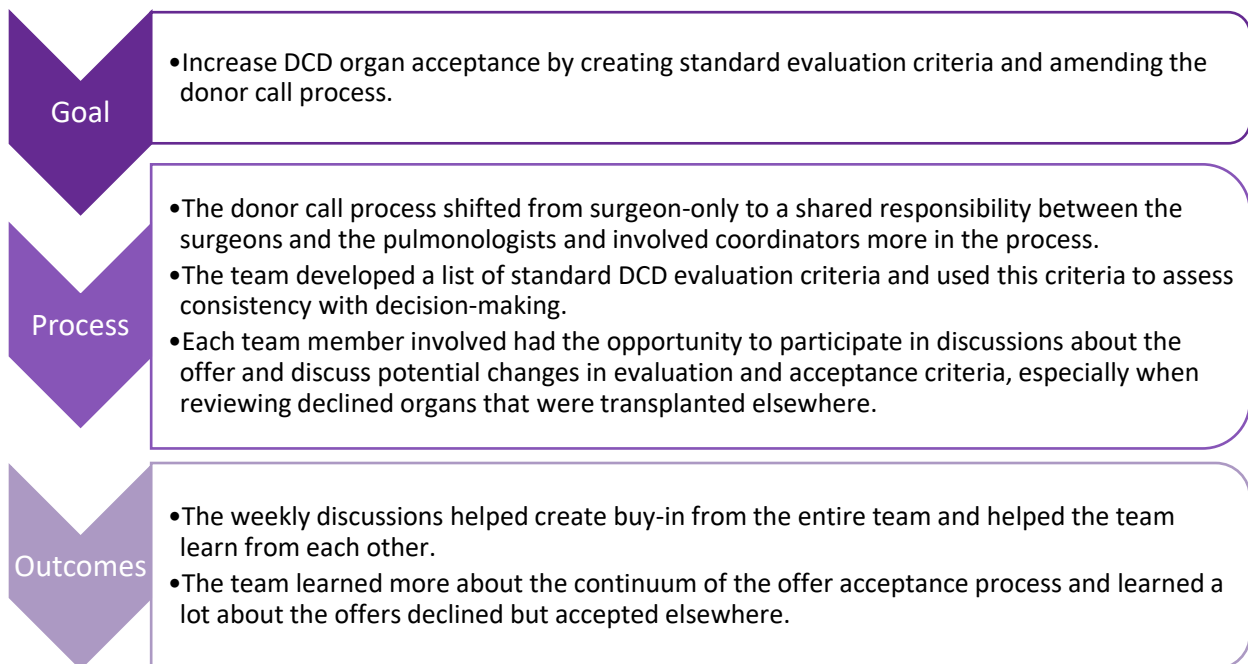 Goal
•Increase DCD organ acceptance by creating standard evaluation criteria and amending the
donor call process.
Process
•The donor call process shifted from surgeon-only to a shared responsibility between the
surgeons and the pulmonologists and involved coordinators more in the process.
•The team developed a list of standard DCD evaluation criteria and used this criteria to assess
consistency with decision-making.
•Each team member involved had the opportunity to participate in discussions about the
offer and discuss potential changes in evaluation and acceptance criteria, especially when
reviewing declined organs that were transplanted elsewhere.
Outcomes
•The weekly discussions helped create buy-in from the entire team and helped the team
learn from each other.
•The team learned more about the continuum of the offer acceptance process and learned a
lot about the offers declined but accepted elsewhere.